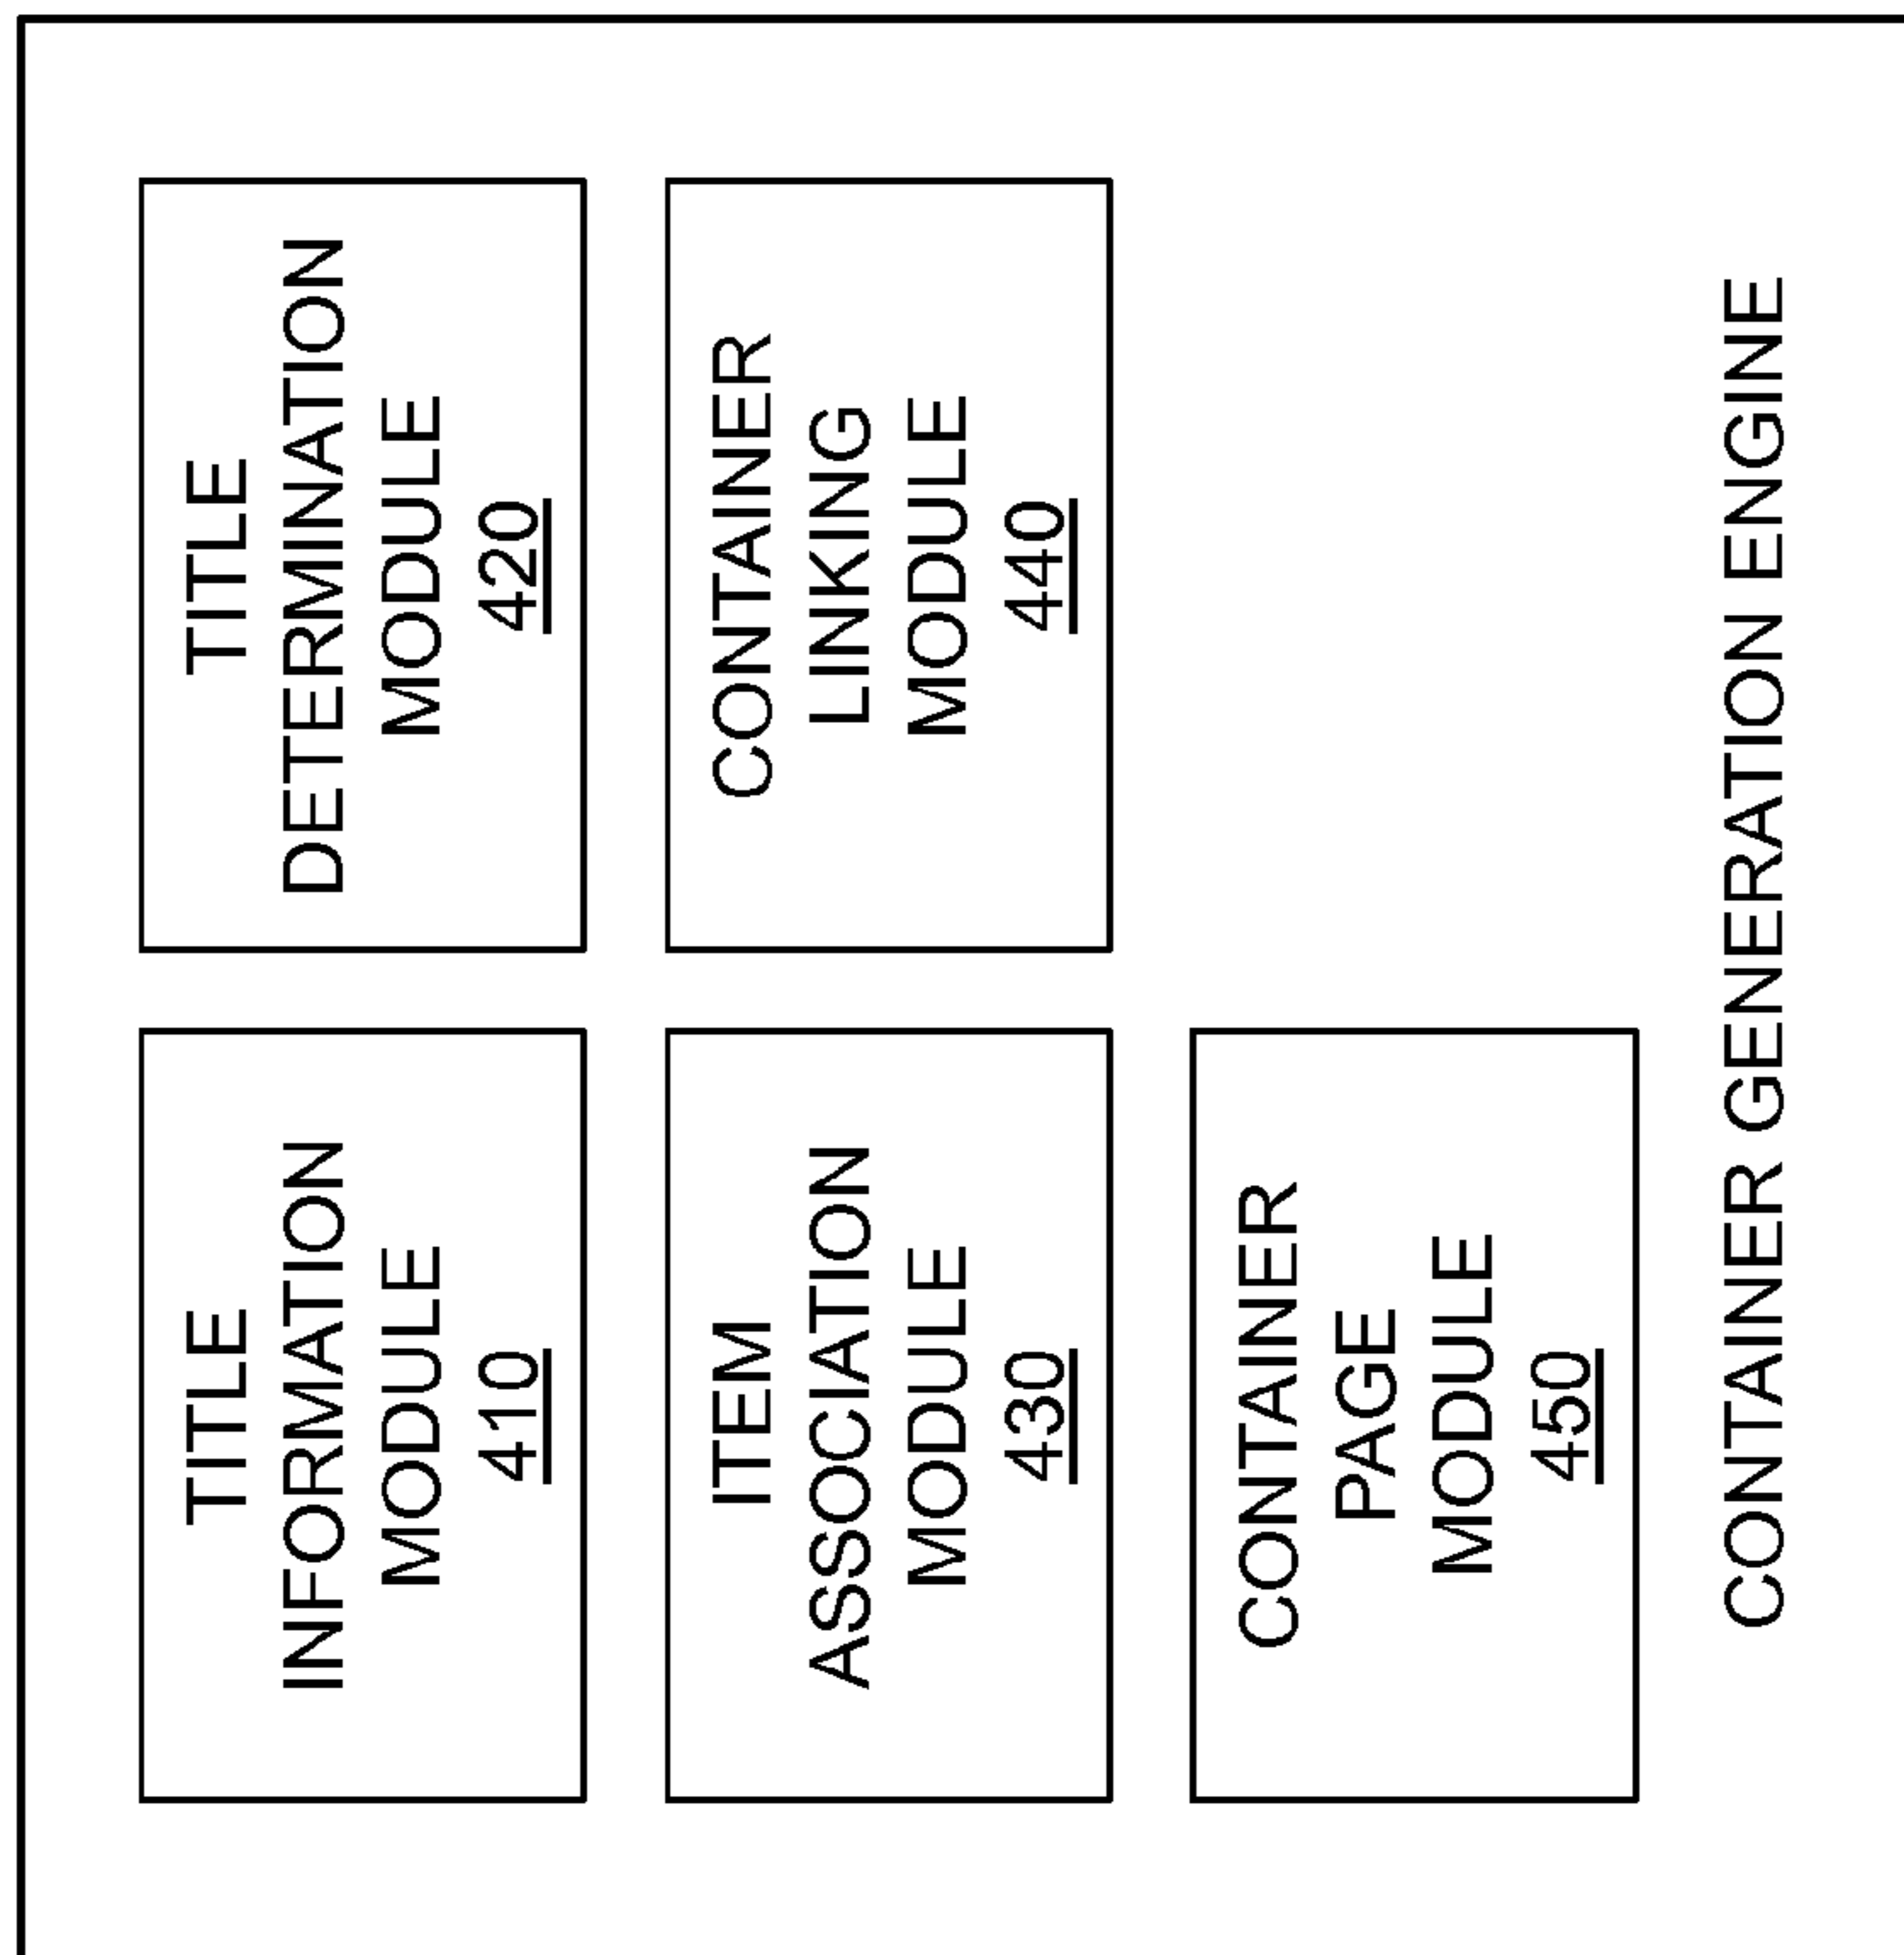 TITLE
INFORMATION
MODULE
410
TITLE
DETERMINATION
MODULE
420
ITEM
ASSOCIATION
MODULE
430
CONTAINER
LINKING
MODULE
440
CONTAINER
PAGE
MODULE
450
CONTAINER GENERATION ENGINE